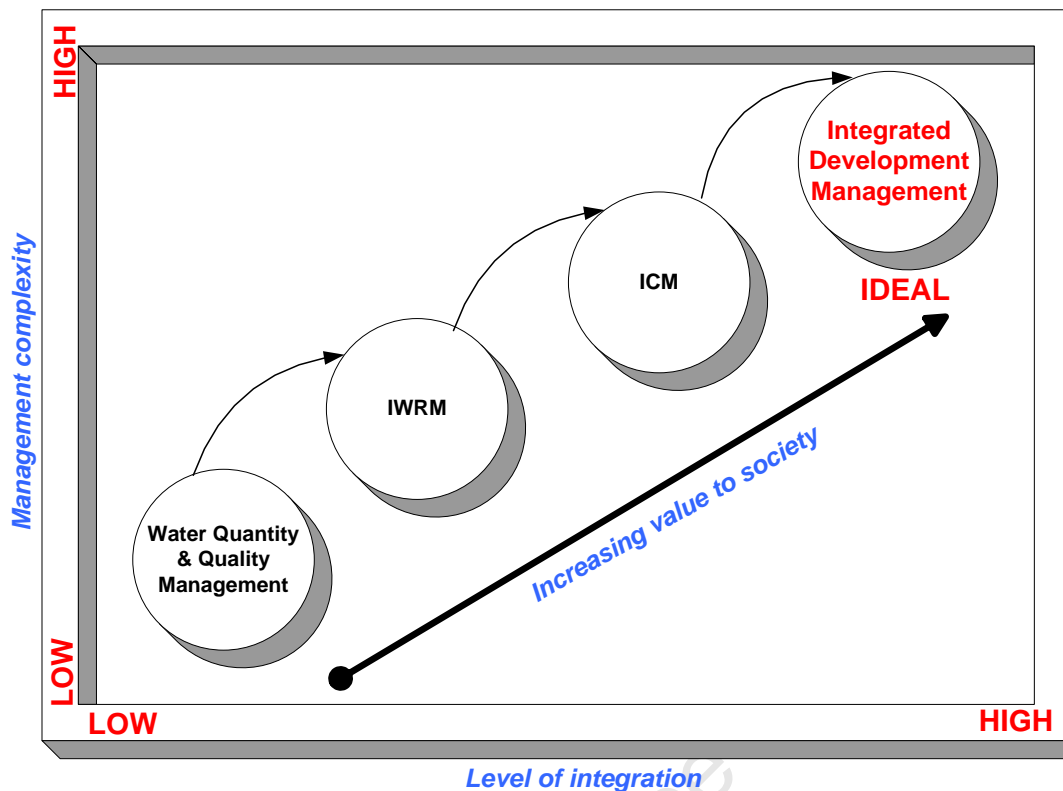 HIGH
Integrated
Development
Management
IDEAL
ICM
IWRM
Management complexity
Water Quantity
& Quality
Management
Increasing value to society
LOW
LOW
HIGH
Level of integration